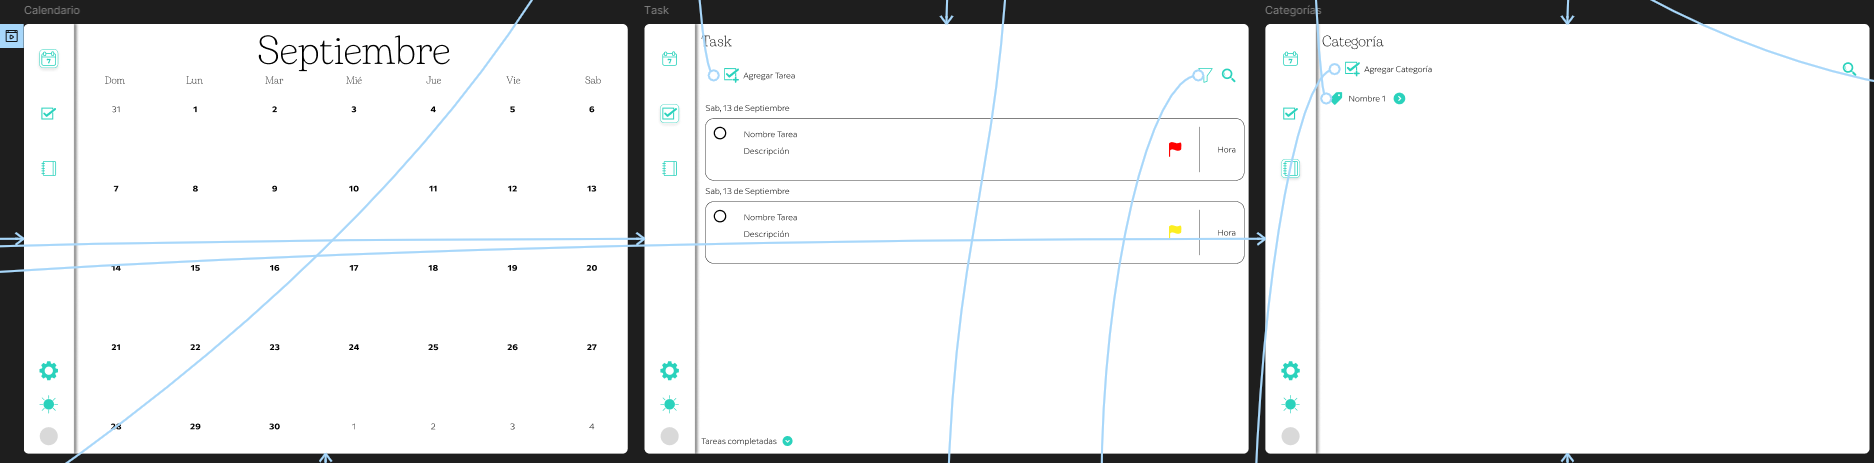 Calendario
7
Septiembre
Dom Lun Mar Mié Jue Vie Sab
31 1 2 3 4 5 6
7 8 9 10 11 12 13
14 15 16 17 18 19 20
21 22 23 24 25 26 27
28 29 30 1 2 3 4
Task
7
Task
Agregar Tarea
Sab, 13 de Septiembre
Nombre Tarea
Descripción
Hora
Sab, 13 de Septiembre
Nombre Tarea
Descripción
Hora
Tareas completadas
Categorías
7
Categoría
Agregar Categoría
Nombre 1